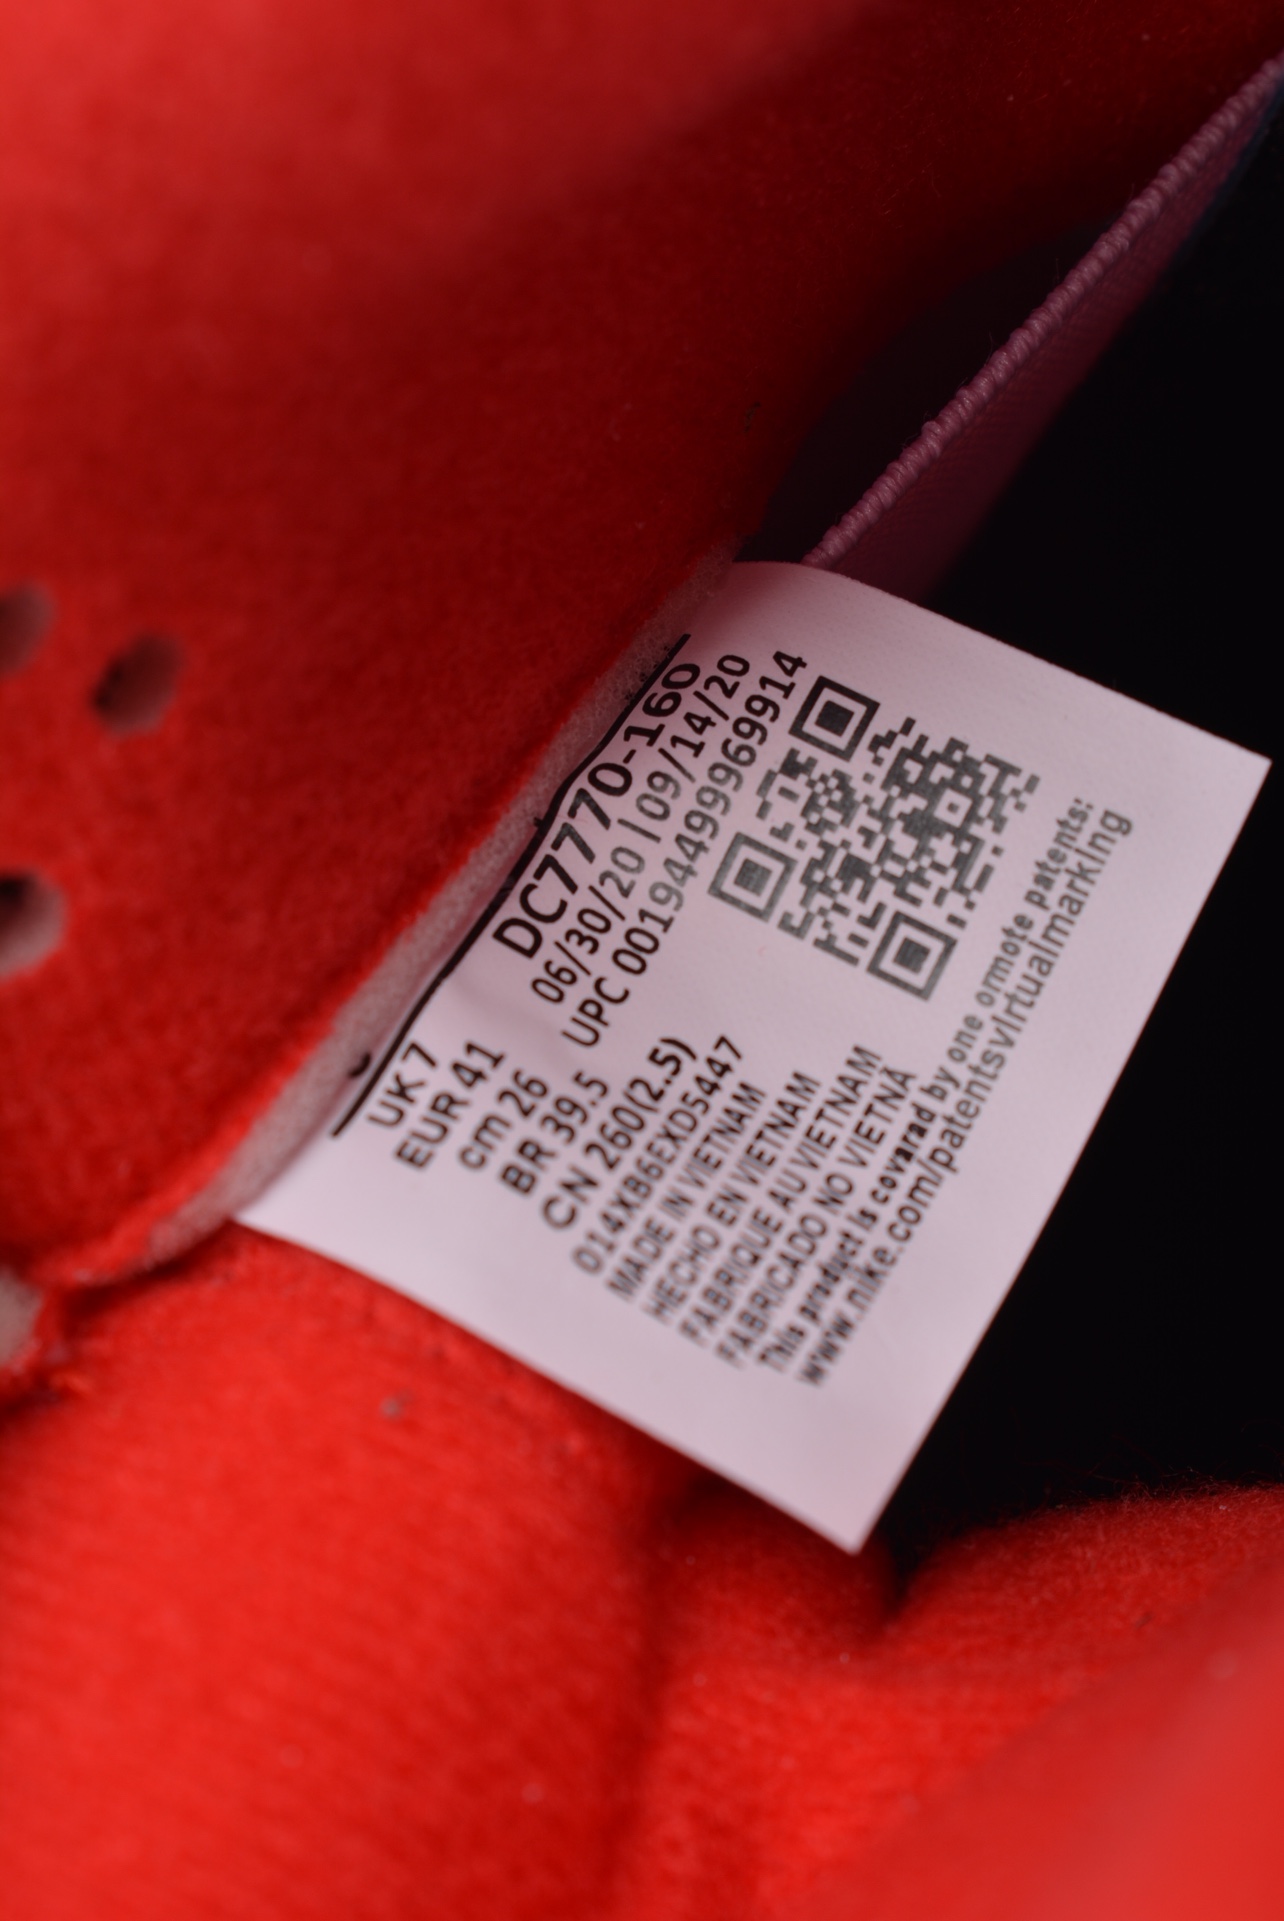 UK 7
EUR 41
cm 26
BR 39.5
CN 260(2.5)
DC7770-160
06/30/20 | 09/14/20
UPC 00194499969914
014XB6EXD5447
MADE IN VIETNAM
HECHO EN VIETNAM
FABRIQUE AU VIETNAM
FABRICADO NO VIETNÃ
This product is covarad by one ormote patents:
www.nike.com/patentsvirtualmarking